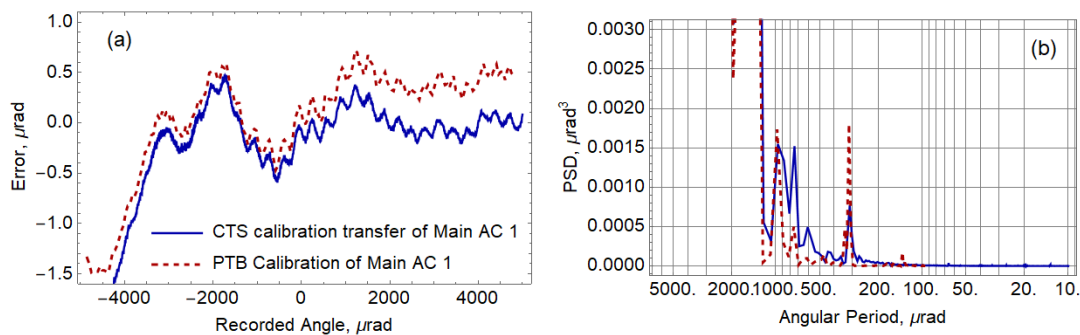 (a)
Error, μrad
1.0
0.5
0.0
−0.5
−1.0
−1.5
CTS calibration transfer of Main AC 1
PTB Calibration of Main AC 1
−4000 −2000 0 2000 4000
Recorded Angle, μrad
(b)
PSD, μrad³
0.0030
0.0025
0.0020
0.0015
0.0010
0.0005
0.0000
5000. 2000.1000. 500. 200. 100. 50. 20. 10.
Angular Period, μrad